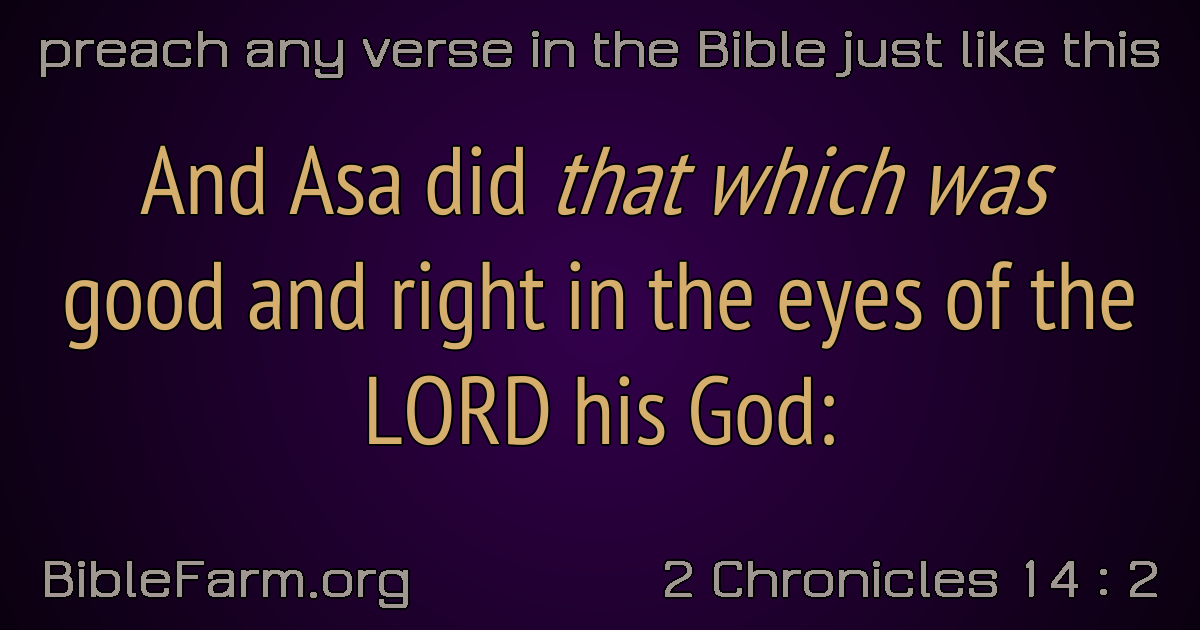 preach any verse in the Bible just like this
And Asa did that which was
good and right in the eyes of the
LORD his God:
BibleFarm.org
2 Chronicles 14 : 2